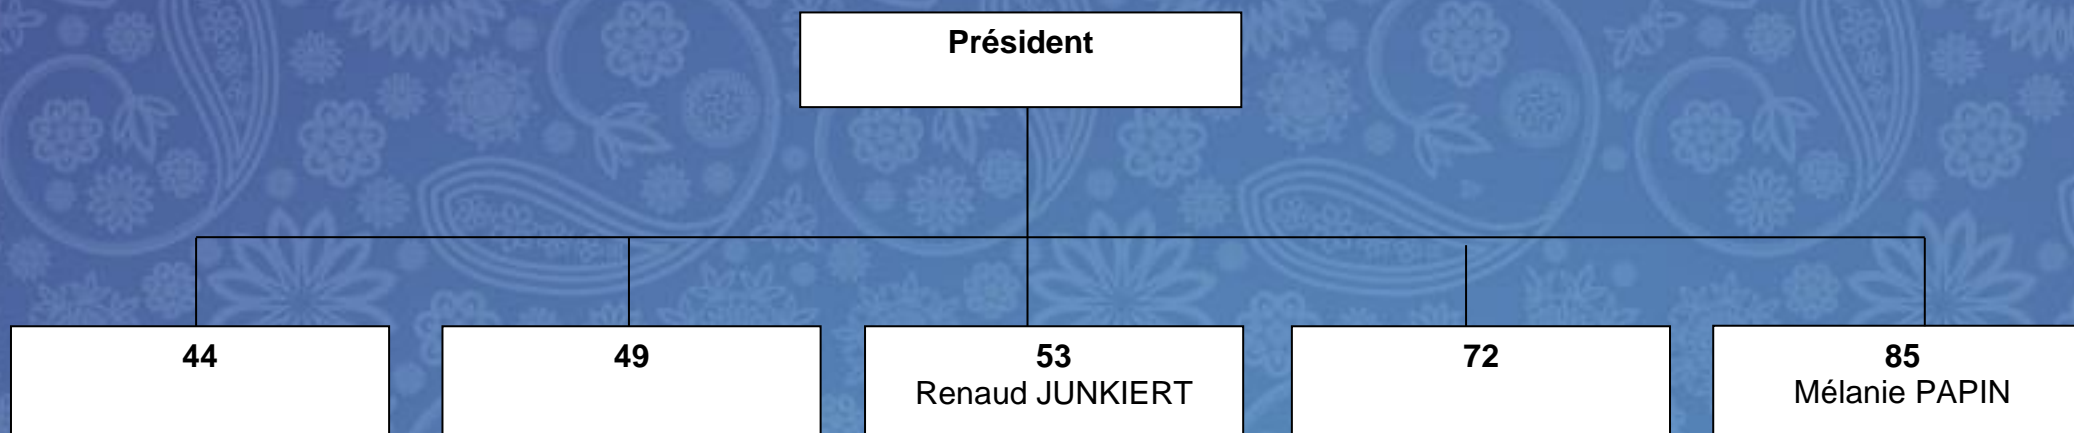 Président
44
49
53
Renaud JUNKIERT
72
85
Mélanie PAPIN